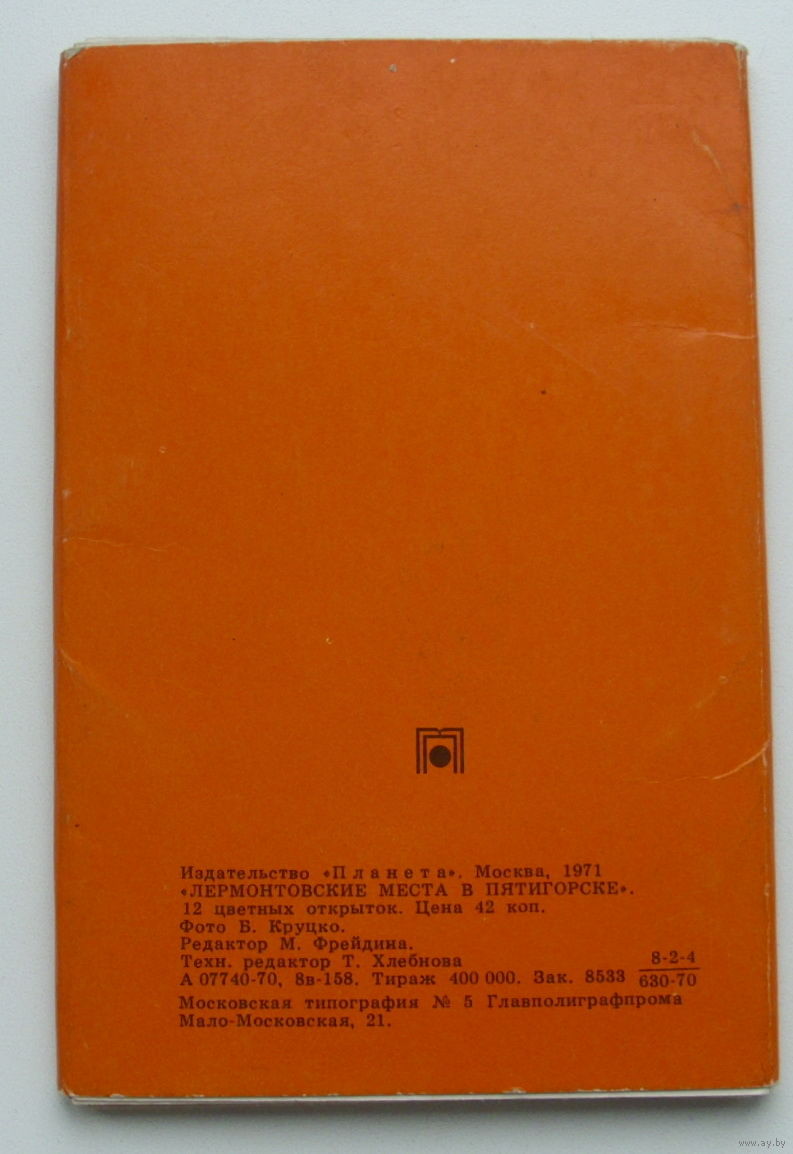 Издательство «Планета». Москва, 1971
«ЛЕРМОНТОВСКИЕ МЕСТА В ПЯТИГОРСКЕ».
12 цветных открыток. Цена 42 коп.
Фото Б. Круцко.
Редактор М. Фрейдина.
Техн. редактор Т. Хлебнова
А 07740-70, 8в-158. Тираж 400 000. Зак. 8533
8-2-4
630-70
Московская типография № 5 Главполиграфпрома
Мало-Московская, 21.
www.ay.by